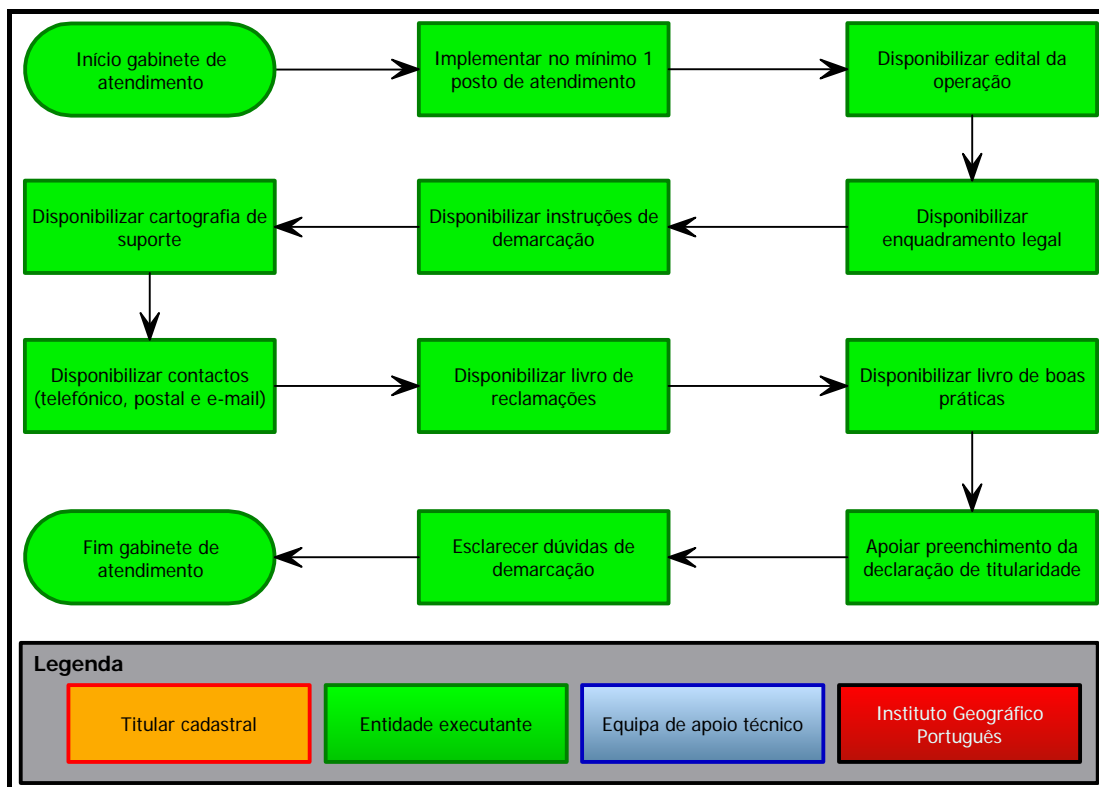 Início gabinete de
atendimento
Implementar no mínimo 1
posto de atendimento
Disponibilizar edital da
operação
Disponibilizar cartografia de
suporte
Disponibilizar instruções de
demarcação
Disponibilizar
enquadramento legal
Disponibilizar contactos
(telefónico, postal e e-mail)
Disponibilizar livro de
reclamações
Disponibilizar livro de boas
práticas
Fim gabinete de
atendimento
Esclarecer dúvidas de
demarcação
Apoiar preenchimento da
declaração de titularidade
Legenda
Titular cadastral
Entidade executante
Equipa de apoio técnico
Instituto Geográfico
Português